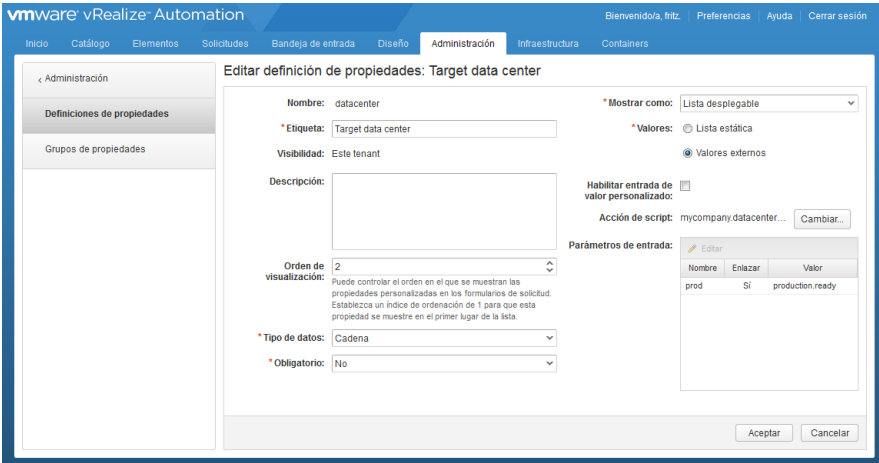 vmware vRealize Automation
Bienvenido/a, fritz. Preferencias Ayuda Cerrar sesión
Inicio Catálogo Elementos Solicitudes Bandeja de entrada Diseño Administración Infraestructura Containers
< Administración
Definiciones de propiedades
Grupos de propiedades
Editar definición de propiedades: Target data center
Nombre: datacenter
* Etiqueta: Target data center
Visibilidad: Este tenant
Descripción:
Orden de
visualización: 2
Puede controlar el orden en el que se muestran las
propiedades personalizadas en los formularios de solicitud.
Establezca un índice de ordenación de 1 para que esta
propiedad se muestre en el primer lugar de la lista.
* Tipo de datos: Cadena
* Obligatorio: No
* Mostrar como: Lista desplegable
* Valores: Lista estática
Valores externos
Habilitar entrada de
valor personalizado:
Acción de script: mycompany.datacenter... Cambiar...
Parámetros de entrada:
Editar
Nombre Enlazar Valor
prod Sí production.ready
Aceptar Cancelar